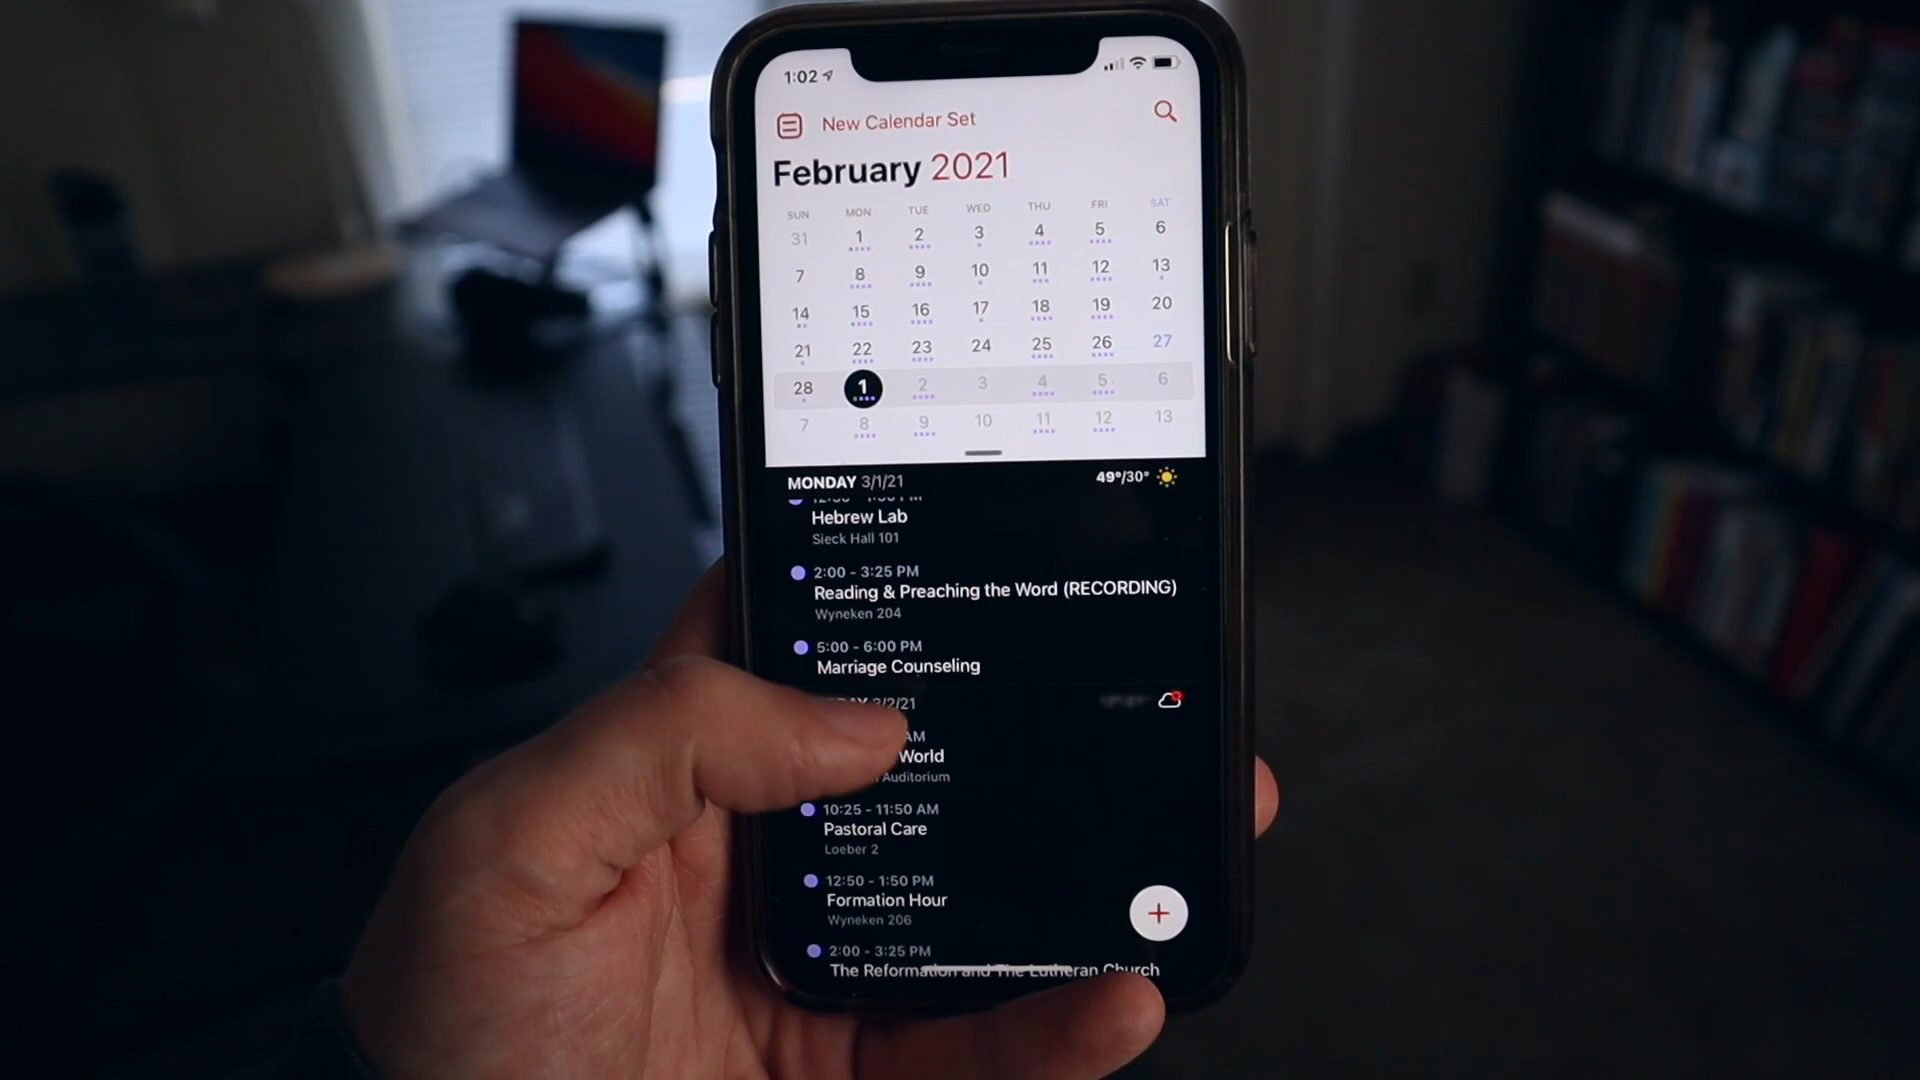 1:02
New Calendar Set
February 2021
SUN MON TUE WED THU FRI SAT
31 1 2 3 4 5 6
7 8 9 10 11 12 13
14 15 16 17 18 19 20
21 22 23 24 25 26 27
28 1 2 3 4 5 6
7 8 9 10 11 12 13
MONDAY 3/1/21 49°/30°
Hebrew Lab
Sieck Hall 101
2:00 - 3:25 PM
Reading & Preaching the Word (RECORDING)
Wyneken 204
5:00 - 6:00 PM
Marriage Counseling
3/2/21
AM
World
Auditorium
10:25 - 11:50 AM
Pastoral Care
Loeber 2
12:50 - 1:50 PM
Formation Hour
Wyneken 206
2:00 - 3:25 PM
The Reformation and The Lutheran Church